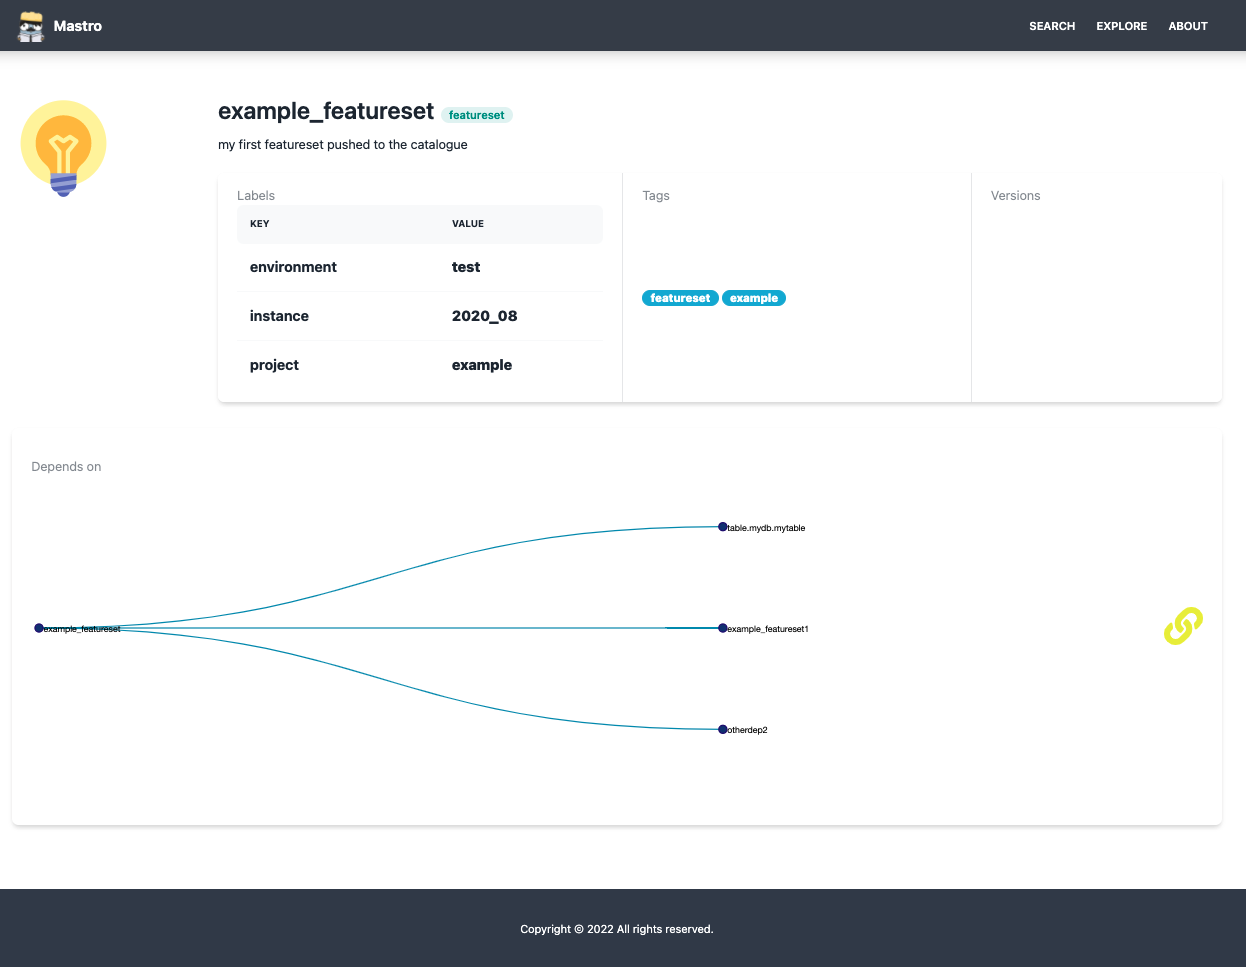 Mastro
SEARCH EXPLORE ABOUT
example_featureset featureset
my first featureset pushed to the catalogue
Labels
KEY VALUE
environment test
instance 2020_08
project example
Tags
featureset example
Versions
Depends on
table.mydb.mytable
example_featureset
example_featureset1
otherdep2
Copyright © 2022 All rights reserved.